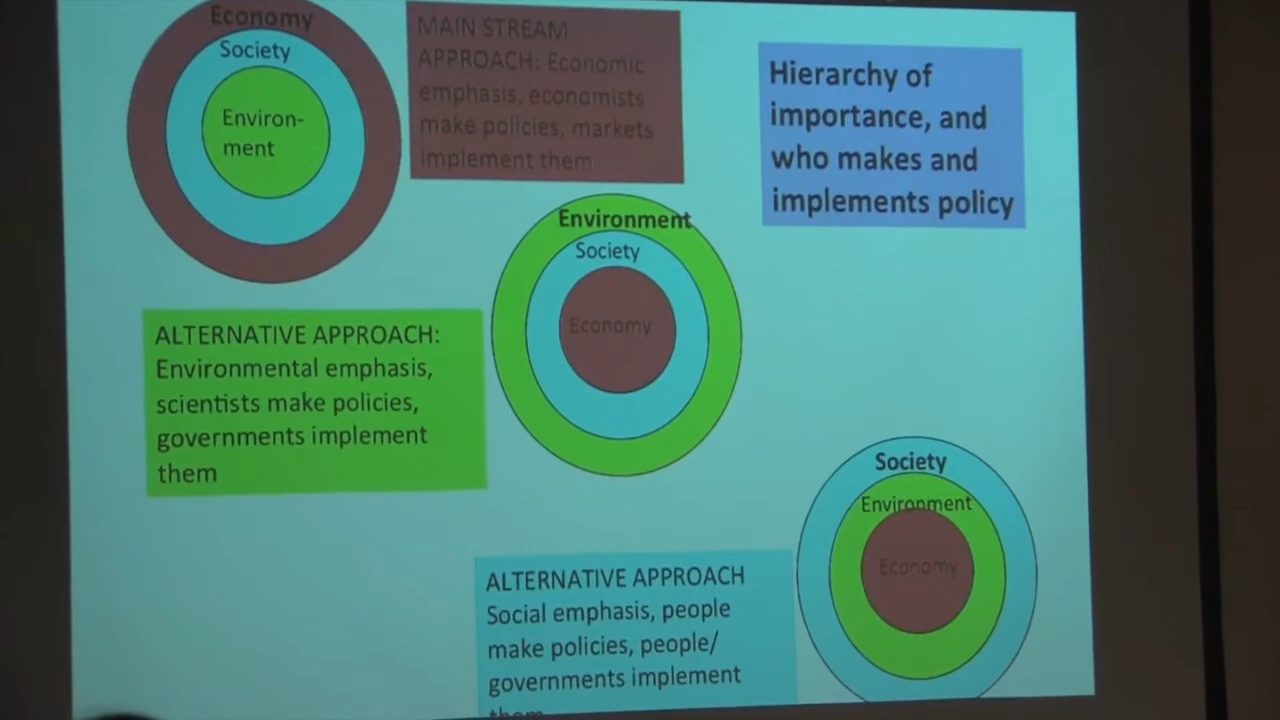 Economy
Society
Environ-
ment
MAIN STREAM
APPROACH: Economic
emphasis, economists
make policies, markets
implement them
Hierarchy of
importance, and
who makes and
implements policy
Environment
Society
Economy
ALTERNATIVE APPROACH:
Environmental emphasis,
scientists make policies,
governments implement
them
Society
Environment
Economy
ALTERNATIVE APPROACH
Social emphasis, people
make policies, people/
governments implement
them